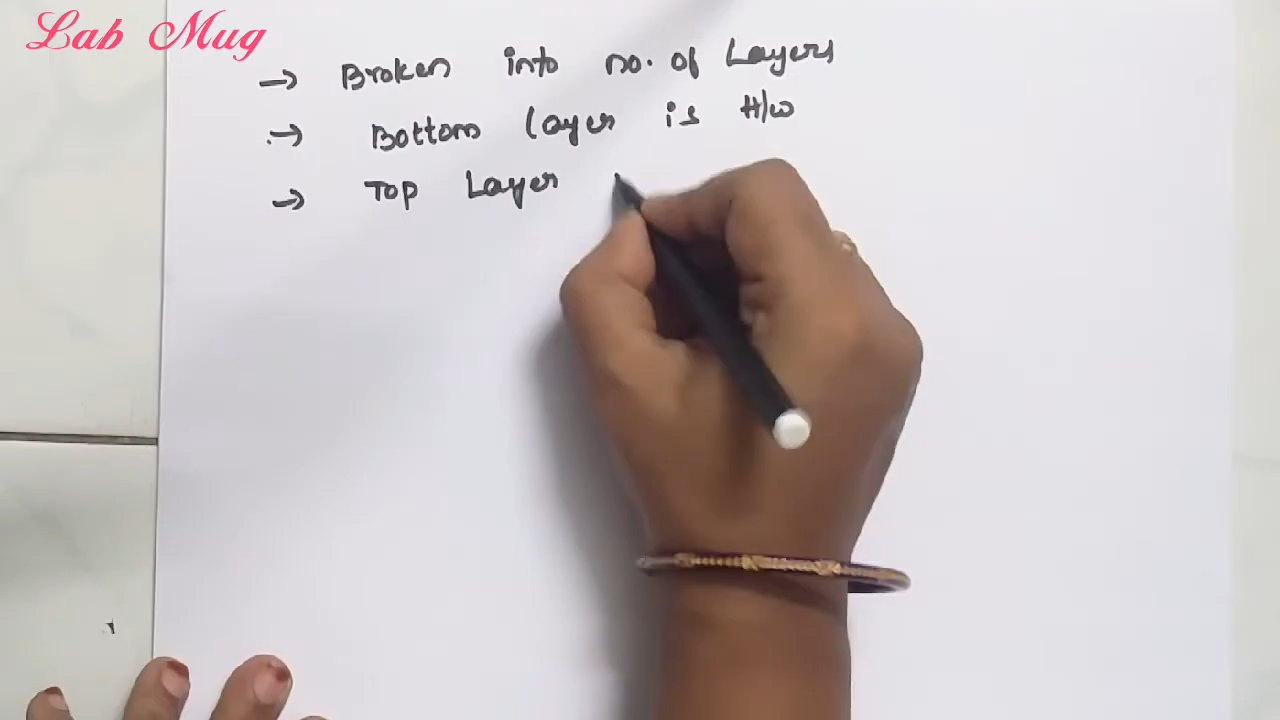 Lab Mug
→ Broken into no. of Layers
→ Bottom layer is H/w
→ Top Layer